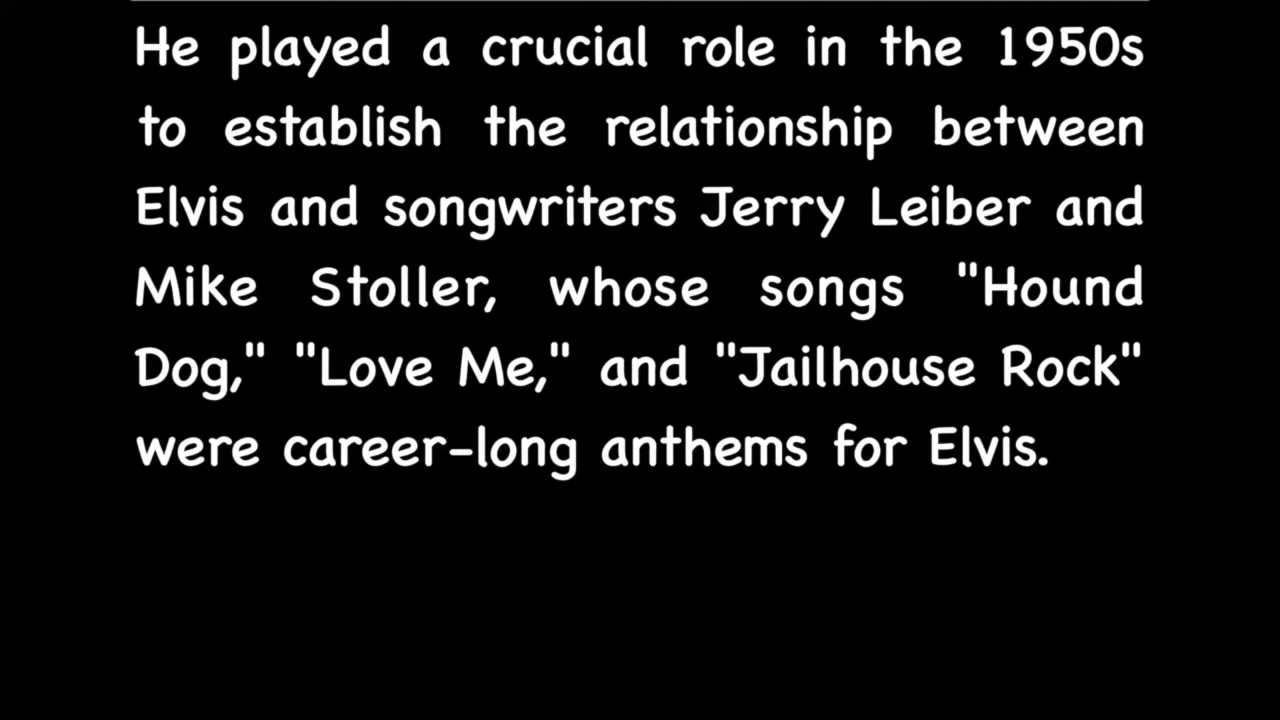 He played a crucial role in the 1950s
to establish the relationship between
Elvis and songwriters Jerry Leiber and
Mike Stoller, whose songs "Hound
Dog," "Love Me," and "Jailhouse Rock"
were career-long anthems for Elvis.